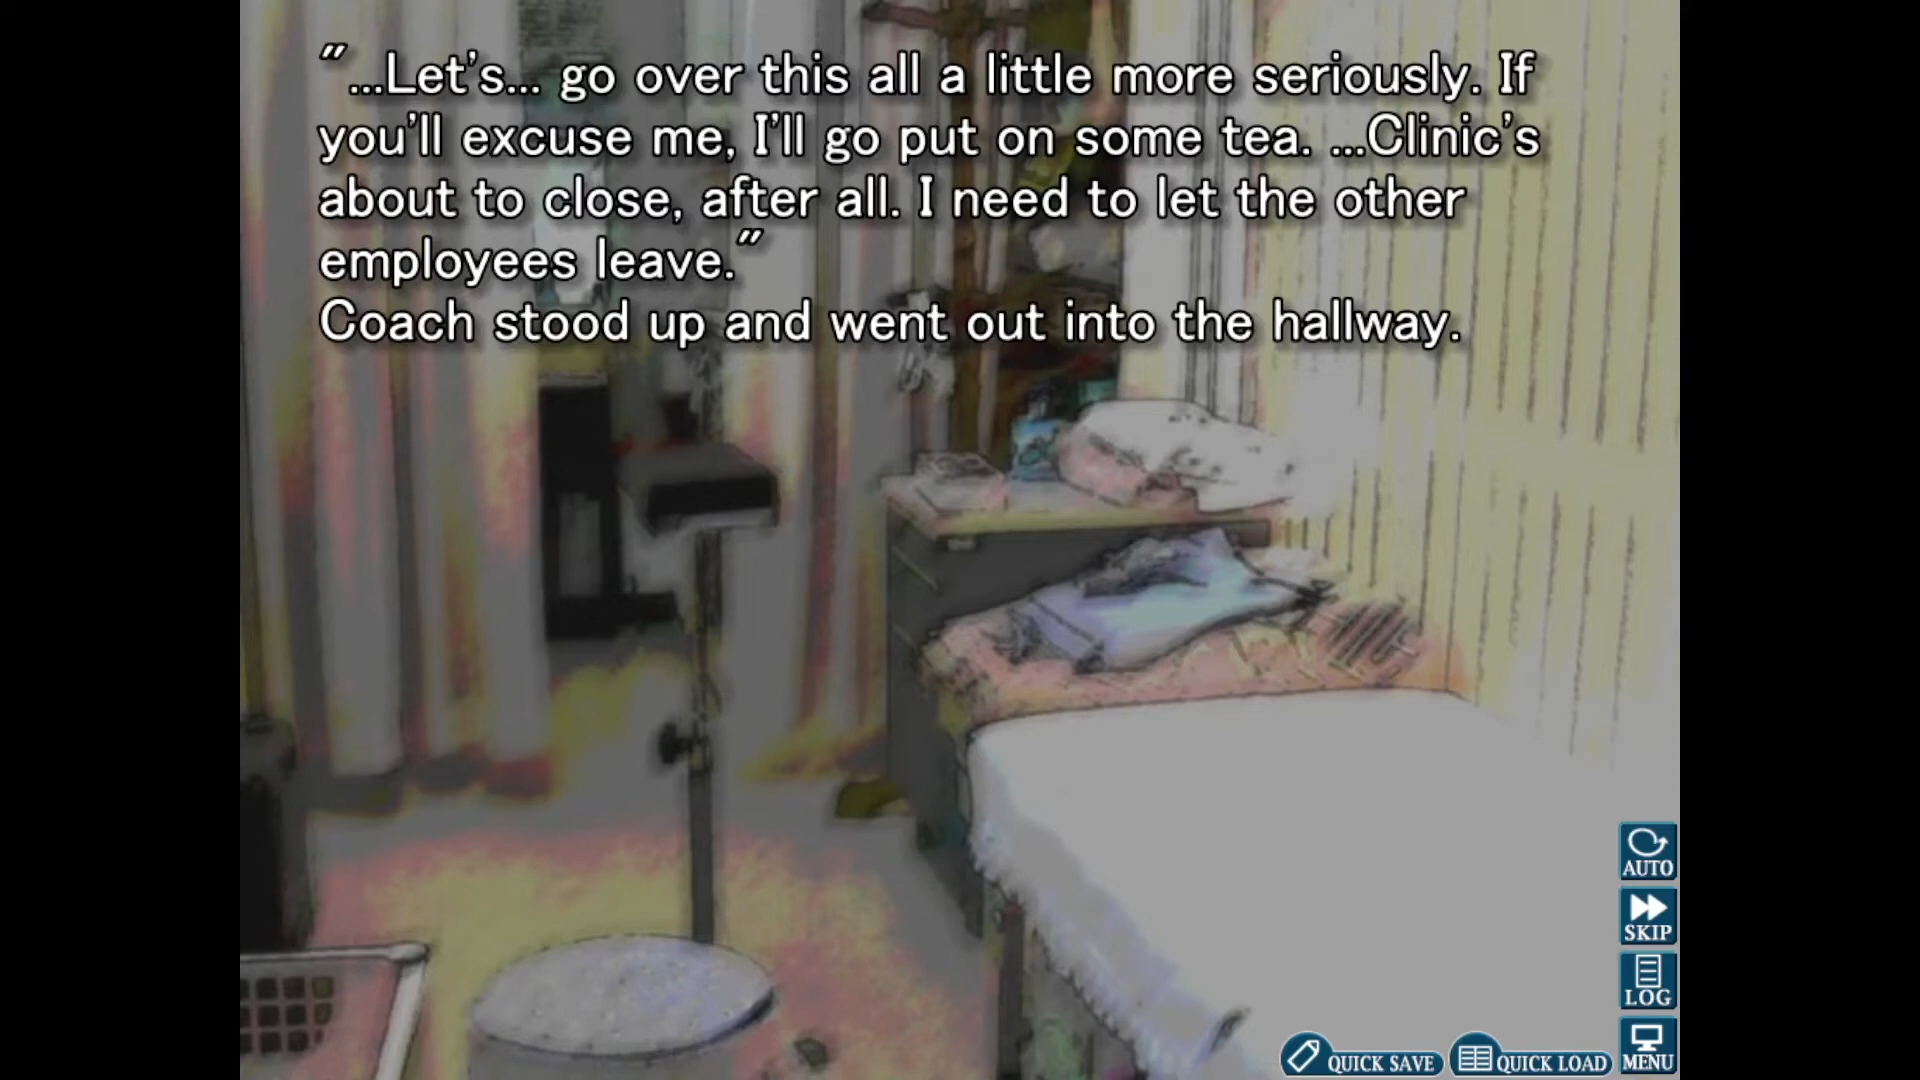 "...Let's... go over this all a little more seriously. If
you'll excuse me, I'll go put on some tea. ...Clinic's
about to close, after all. I need to let the other
employees leave."
Coach stood up and went out into the hallway.
AUTO
SKIP
LOG
MENU
QUICK SAVE
QUICK LOAD